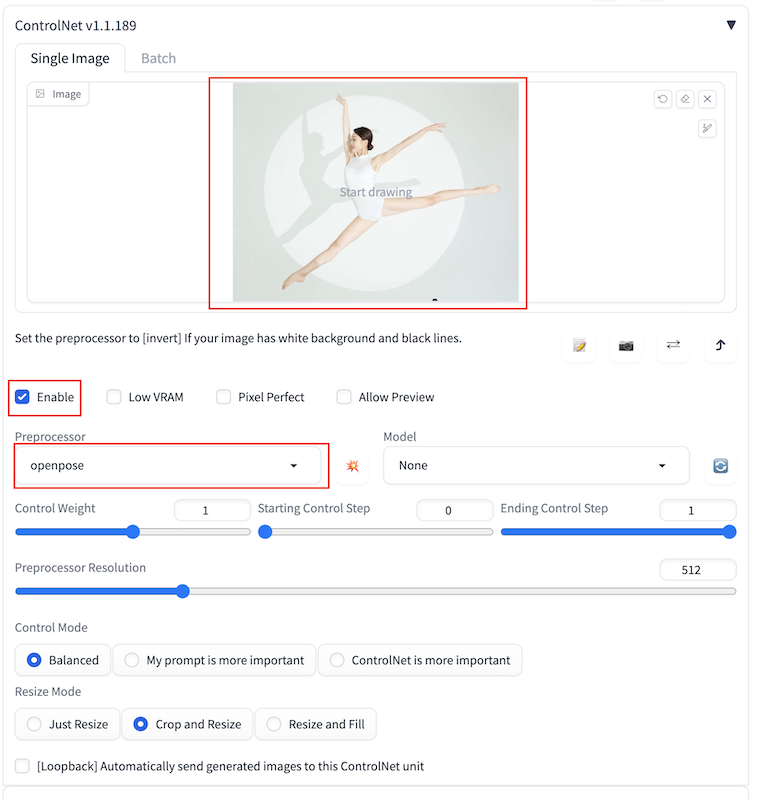 ControlNet v1.1.189
Single Image Batch
Image
Start drawing
Set the preprocessor to [invert] If your image has white background and black lines.
Enable Low VRAM Pixel Perfect Allow Preview
Preprocessor Model
openpose None
Control Weight 1 Starting Control Step 0 Ending Control Step 1
Preprocessor Resolution 512
Control Mode
Balanced My prompt is more important ControlNet is more important
Resize Mode
Just Resize Crop and Resize Resize and Fill
[Loopback] Automatically send generated images to this ControlNet unit